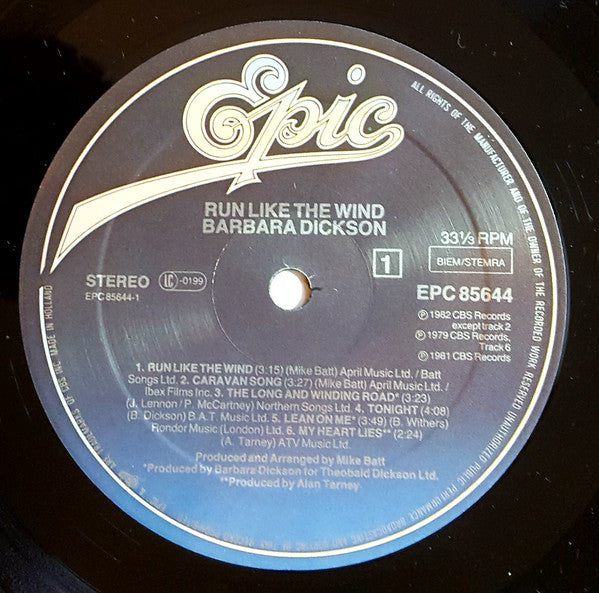 Epic
RUN LIKE THE WIND
BARBARA DICKSON
STEREO
LC-0199
EPC 85644-1
33⅓ RPM
1
BIEM/STEMRA
EPC 85644
℗ 1982 CBS Records
except track 2
℗ 1979 CBS Records,
Track 6
℗ 1981 CBS Records
1. RUN LIKE THE WIND (3:15) (Mike Batt) April Music Ltd. / Batt
Songs Ltd. 2. CARAVAN SONG (3:27) (Mike Batt) April Music Ltd. /
Ibex Films Inc. 3. THE LONG AND WINDING ROAD* (3:23)
(J. Lennon / P. McCartney) Northern Songs Ltd. 4. TONIGHT (4:08)
(B. Dickson) B.A.T. Music Ltd. 5. LEAN ON ME* (3:49) (B. Withers)
Rondor Music (London) Ltd. 6. MY HEART LIES** (2:24)
(A. Tarney) ATV Music Ltd.
Produced and Arranged by Mike Batt
*Produced by Barbara Dickson for Theobald Dickson Ltd.
**Produced by Alan Tarney
ALL RIGHTS OF THE MANUFACTURER AND OF THE OWNER OF THE RECORDED WORK RESERVED UNAUTHORIZED PUBLIC PERFORMANCE BROADCASTING AND COPYING OF THIS RECORD PROHIBITED
ARE TRADEMARKS OF CBS INC. MADE IN HOLLAND